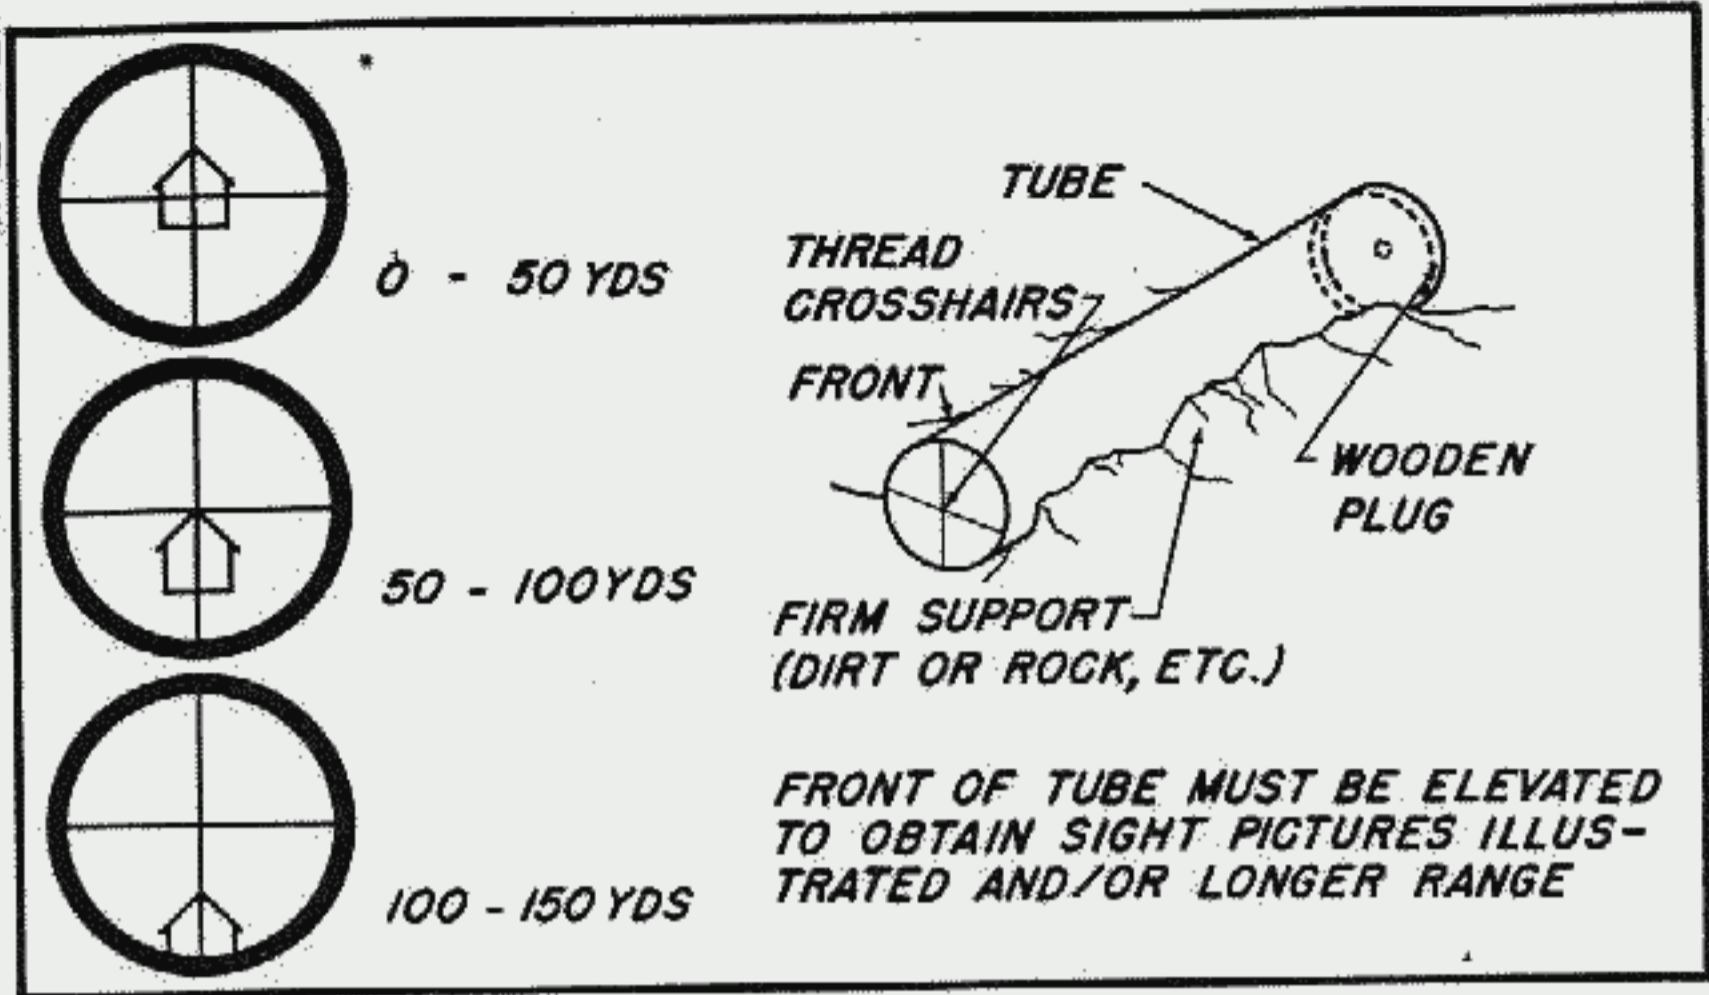 0 - 50 YDS
50 - 100 YDS
100 - 150 YDS
TUBE
THREAD
CROSSHAIRS
FRONT
WOODEN
PLUG
FIRM SUPPORT
(DIRT OR ROCK, ETC.)
FRONT OF TUBE MUST BE ELEVATED
TO OBTAIN SIGHT PICTURES ILLUS-
TRATED AND/OR LONGER RANGE